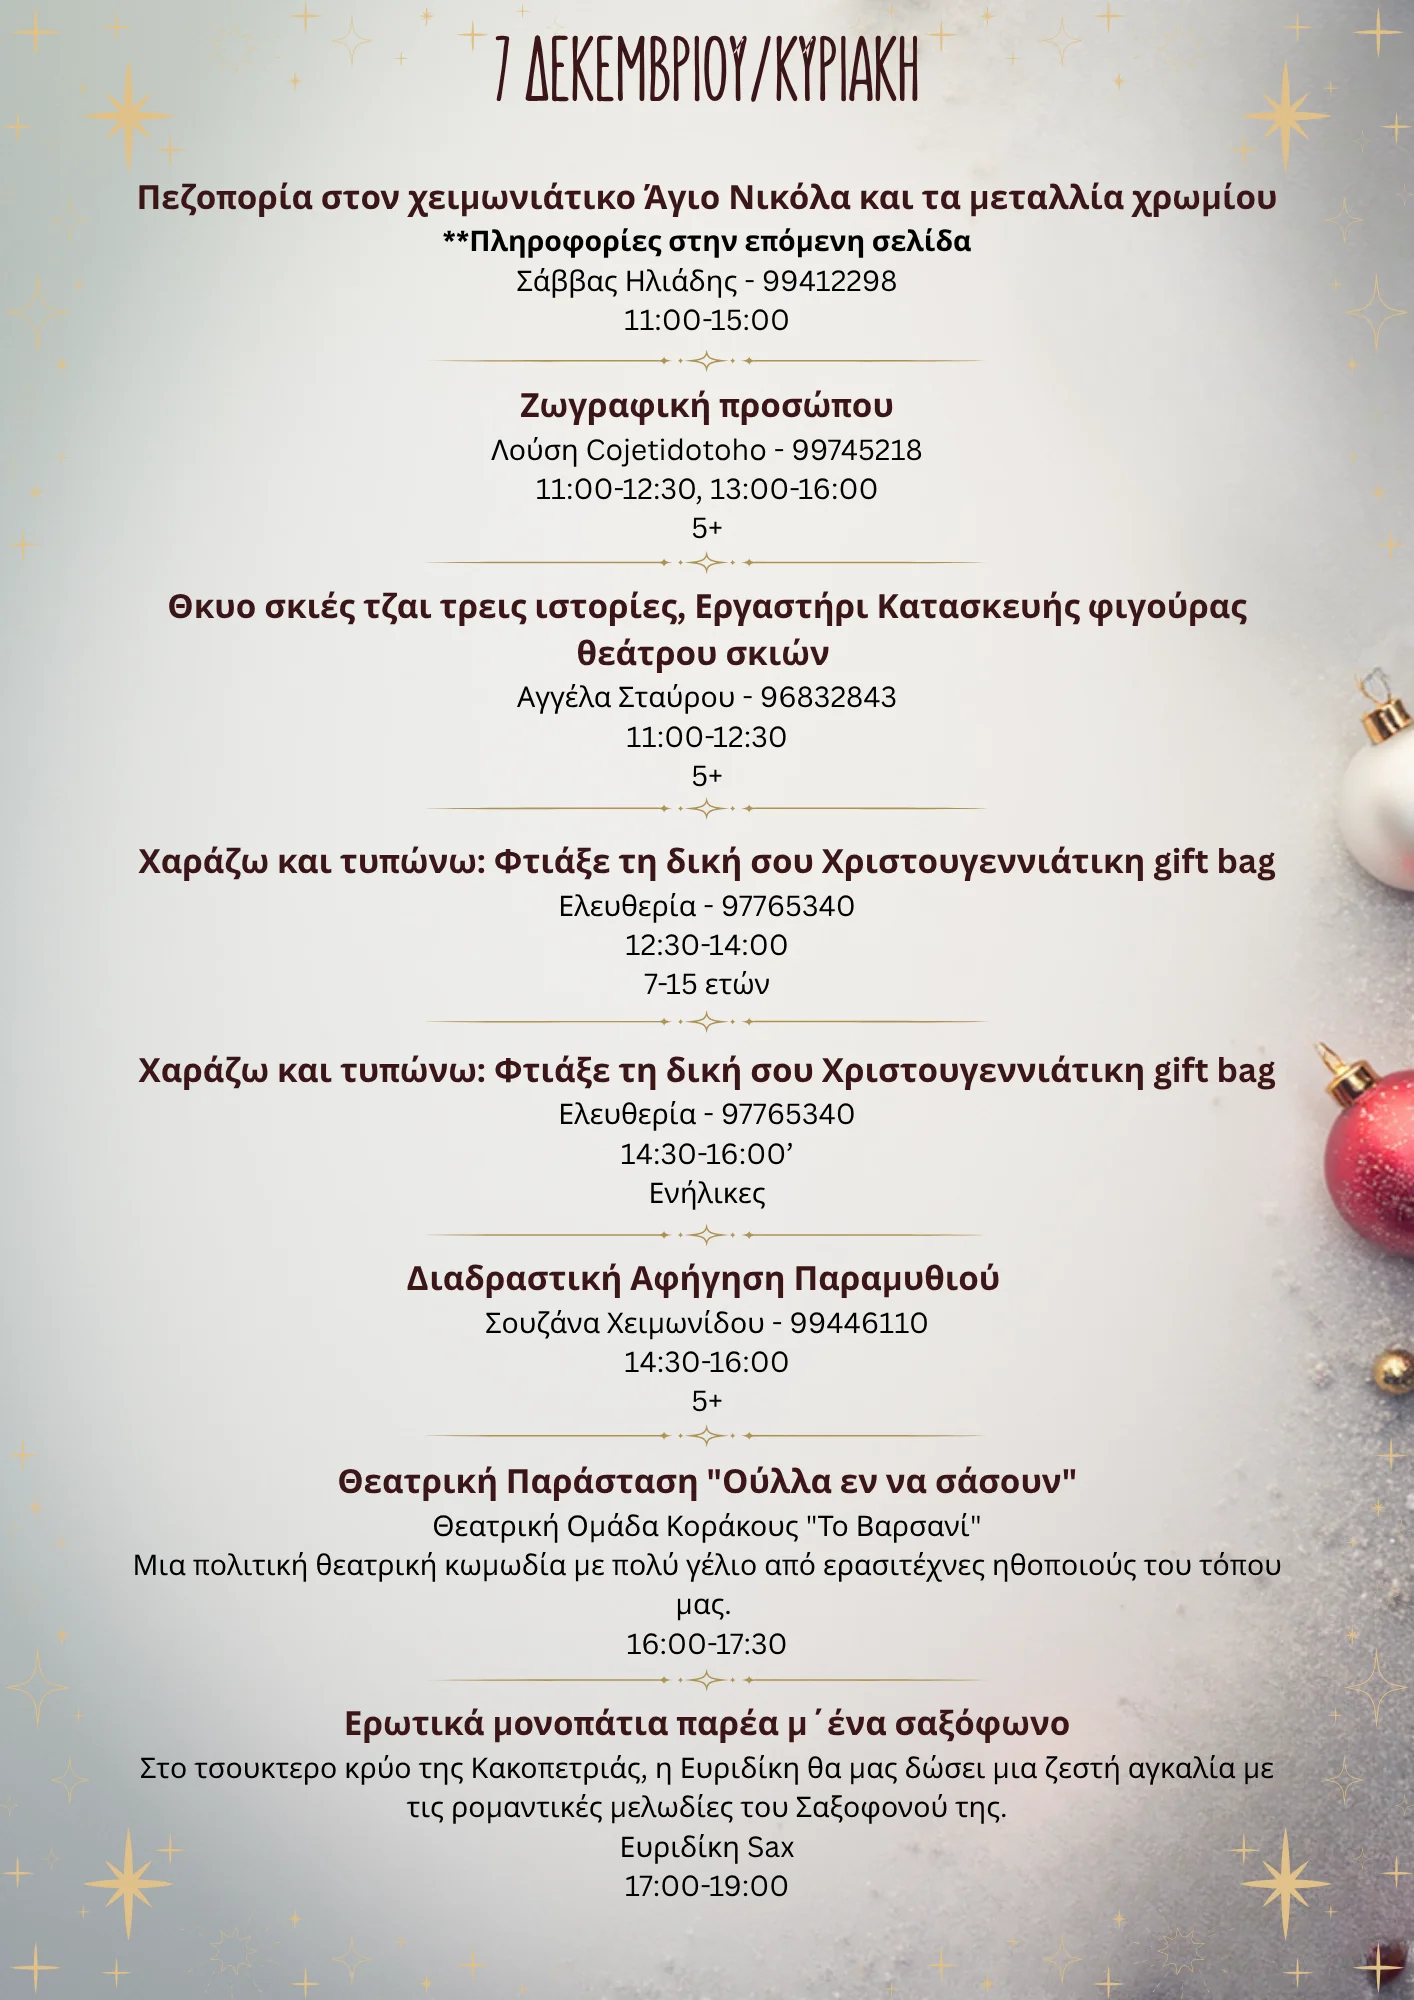 7 ΔΕΚΕΜΒΡΙΟΥ/ΚΥΡΙΑΚΗ
Πεζοπορία στον χειμωνιάτικο Άγιο Νικόλα και τα μεταλλία χρωμίου
**Πληροφορίες στην επόμενη σελίδα
Σάββας Ηλιάδης - 99412298
11:00-15:00
Ζωγραφική προσώπου
Λούση Cojetidotoho - 99745218
11:00-12:30, 13:00-16:00
5+
Θκυο σκιές τζαι τρεις ιστορίες, Εργαστήρι Κατασκευής φιγούρας
θεάτρου σκιών
Αγγέλα Σταύρου - 96832843
11:00-12:30
5+
Χαράζω και τυπώνω: Φτιάξε τη δική σου Χριστουγεννιάτικη gift bag
Ελευθερία - 97765340
12:30-14:00
7-15 ετών
Χαράζω και τυπώνω: Φτιάξε τη δική σου Χριστουγεννιάτικη gift bag
Ελευθερία - 97765340
14:30-16:00’
Ενήλικες
Διαδραστική Αφήγηση Παραμυθιού
Σουζάνα Χειμωνίδου - 99446110
14:30-16:00
5+
Θεατρική Παράσταση "Ούλλα εν να σάσουν"
Θεατρική Ομάδα Κοράκους "Το Βαρσανί"
Μια πολιτική θεατρική κωμωδία με πολύ γέλιο από ερασιτέχνες ηθοποιούς του τόπου
μας.
16:00-17:30
Ερωτικά μονοπάτια παρέα μ ΄ένα σαξόφωνο
Στο τσουκτερο κρύο της Κακοπετριάς, η Ευριδίκη θα μας δώσει μια ζεστή αγκαλία με
τις ρομαντικές μελωδίες του Σαξοφονού της.
Ευριδίκη Sax
17:00-19:00